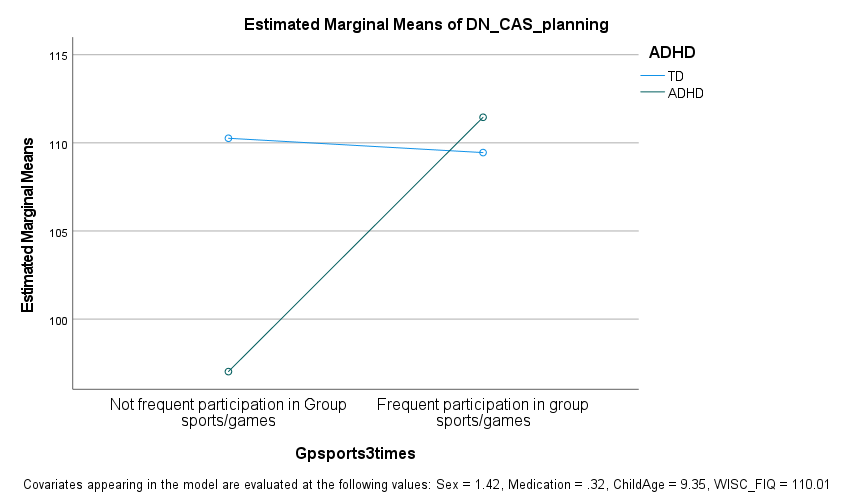 Estimated Marginal Means of DN_CAS_planning
ADHD
TD
ADHD
115
110
105
100
Estimated Marginal Means
Not frequent participation in Group
sports/games
Frequent participation in group
sports/games
Gpsports3times
Covariates appearing in the model are evaluated at the following values: Sex = 1.42, Medication = .32, ChildAge = 9.35, WISC_FIQ = 110.01